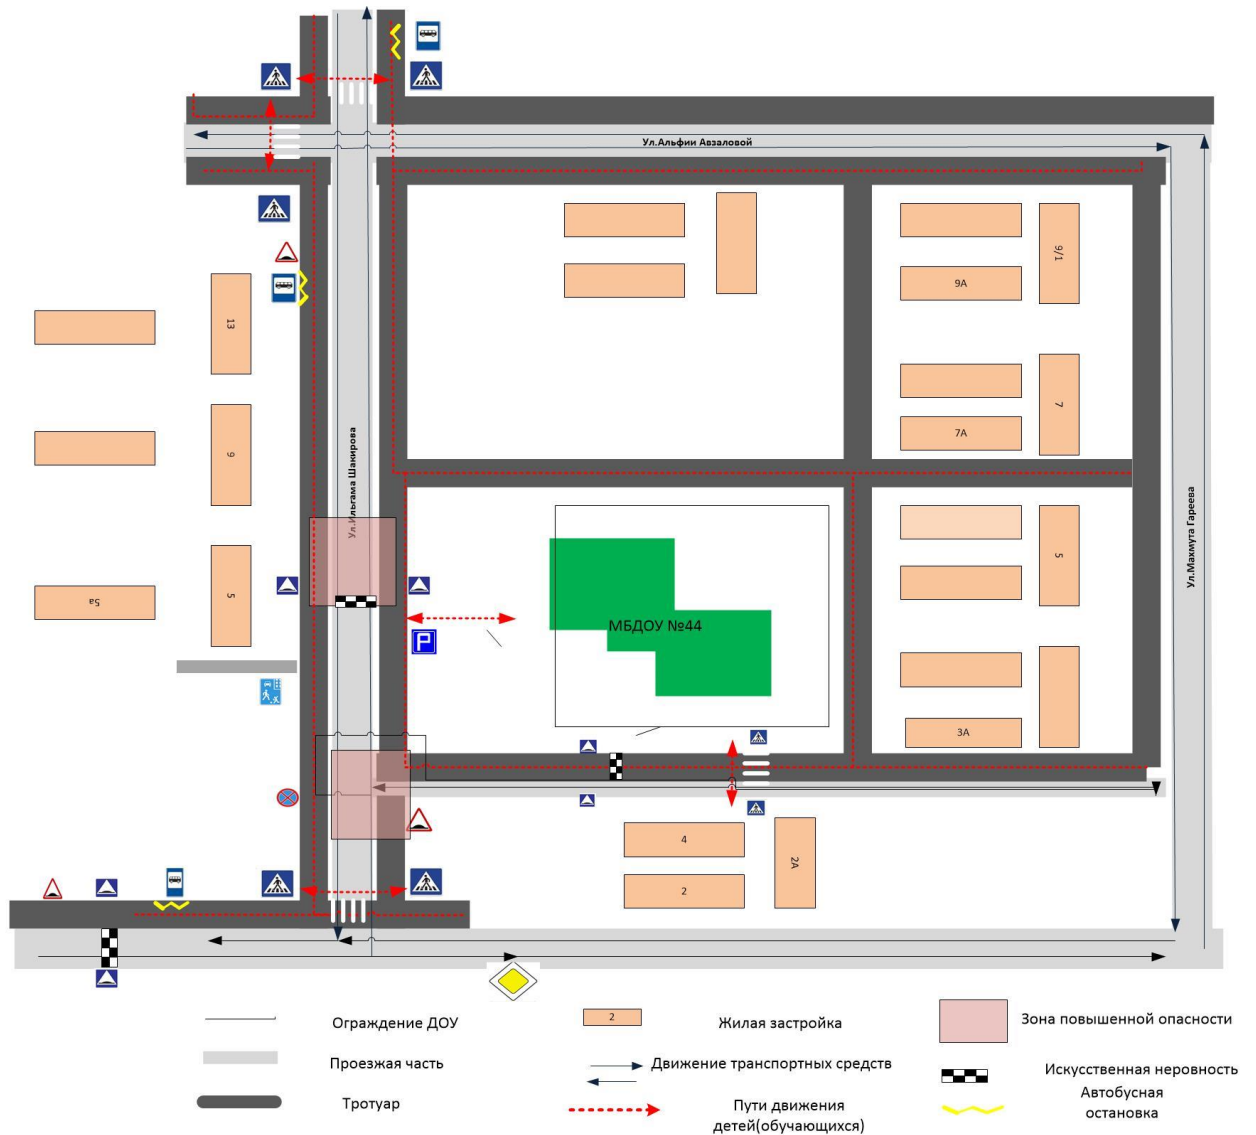 Ул.Альфии Авзаловой
9/1
9А
13
7
7А
9
Ул.Ильгама Шакирова
Ул.Махмута Гареева
5
5
5а
МБДОУ №44
P
3А
4
2А
2
Ограждение ДОУ
2
Жилая застройка
Зона повышенной опасности
Проезжая часть
Движение транспортных средств
Искусственная неровность
Тротуар
Пути движения
детей(обучающихся)
Автобусная
остановка